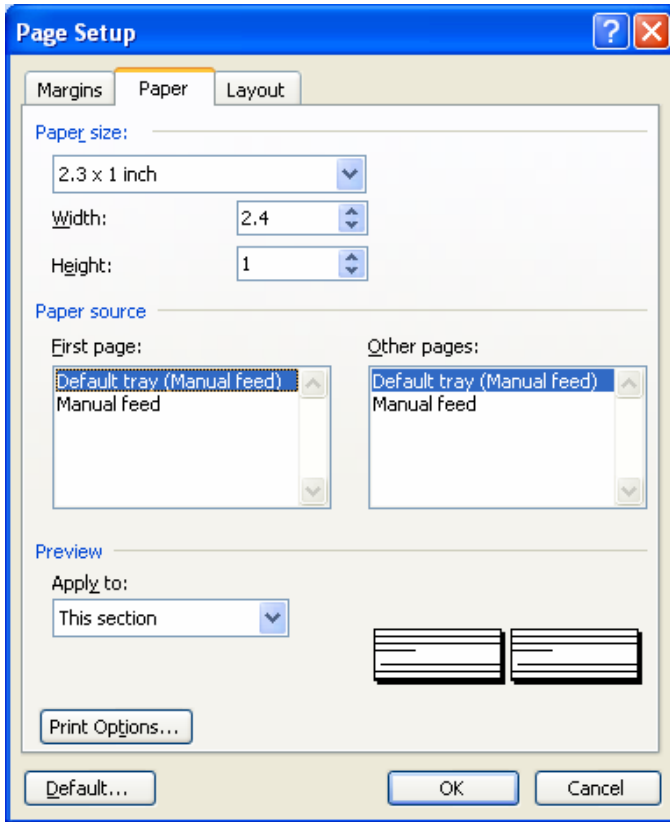 Page Setup
Margins Paper Layout
Paper size:
2.3 x 1 inch
Width: 2.4
Height: 1
Paper source
First page: Other pages:
Default tray (Manual feed) Default tray (Manual feed)
Manual feed Manual feed
Preview
Apply to:
This section
Print Options...
Default... OK Cancel